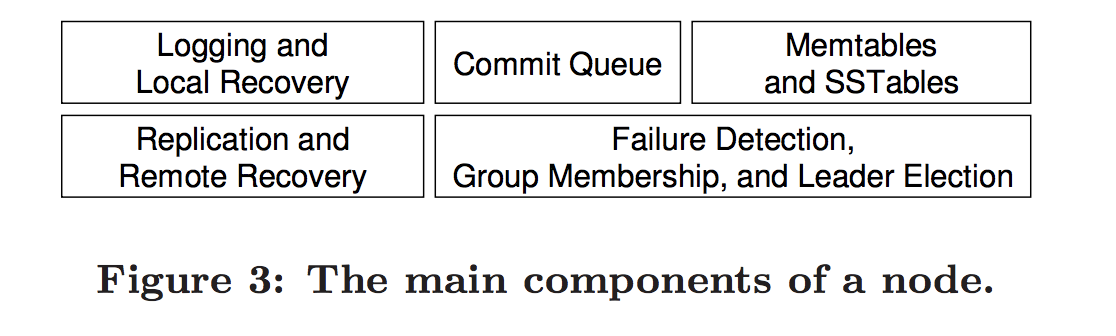 Logging and
Local Recovery
Commit Queue
Memtables
and SSTables
Replication and
Remote Recovery
Failure Detection,
Group Membership, and Leader Election
Figure 3: The main components of a node.